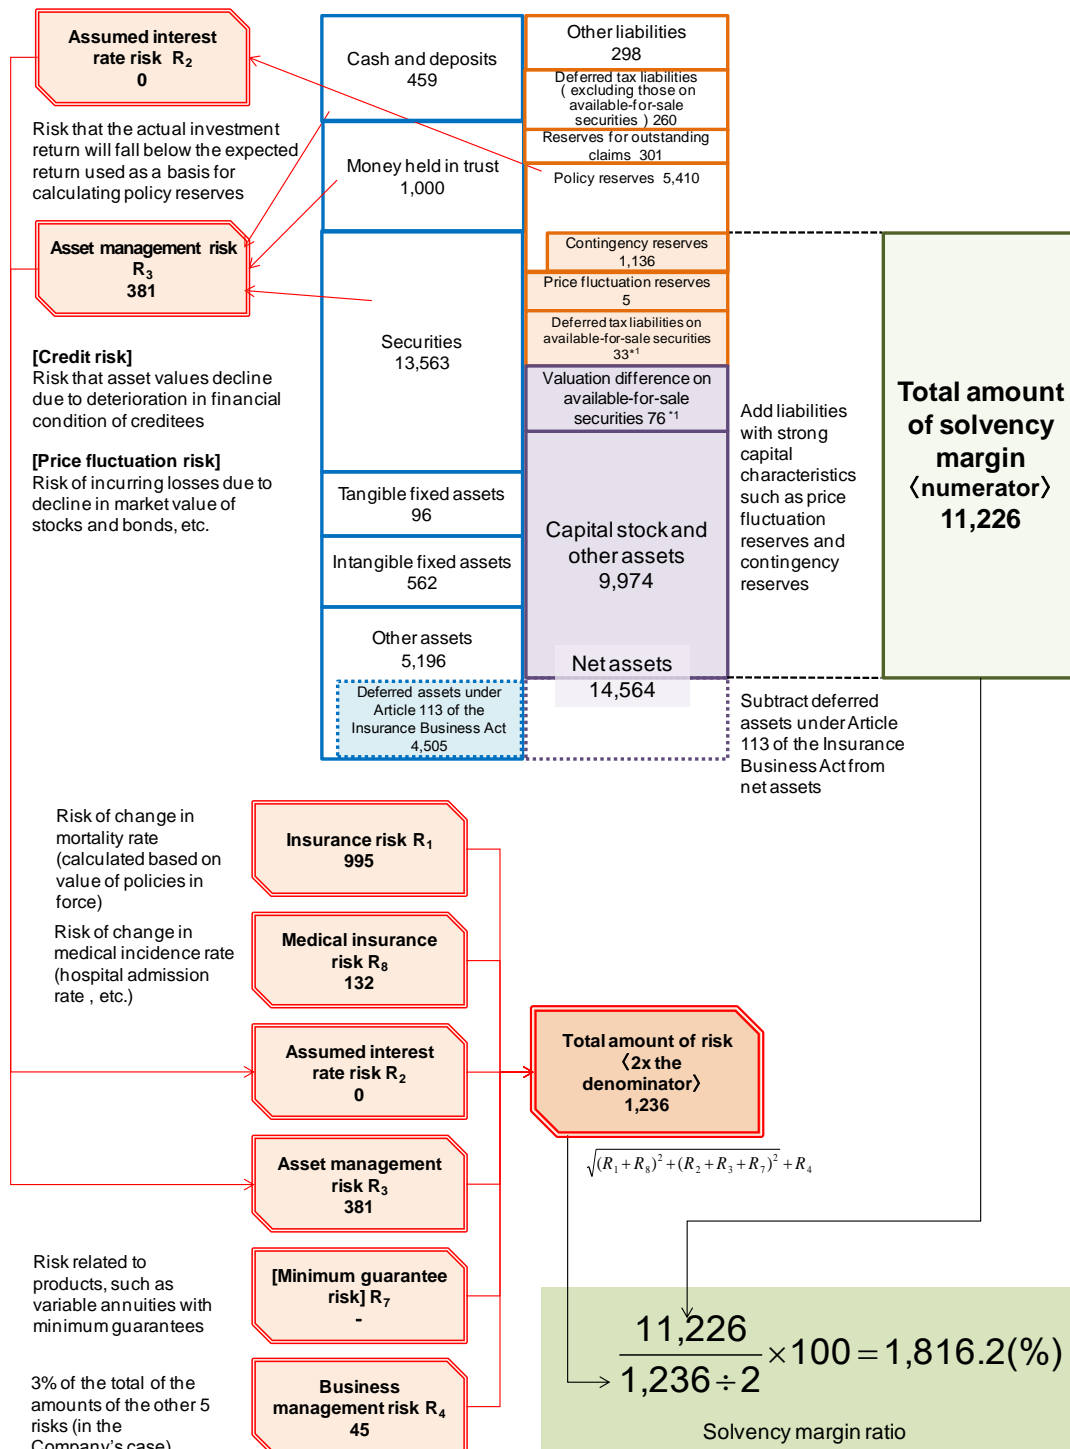 Assumed interest
rate risk R2
0
Risk that the actual investment
return will fall below the expected
return used as a basis for
calculating policy reserves
Asset management risk
R3
381
[Credit risk]
Risk that asset values decline
due to deterioration in financial
condition of creditees
[Price fluctuation risk]
Risk of incurring losses due to
decline in market value of
stocks and bonds, etc.
Cash and deposits
459
Money held in trust
1,000
Securities
13,563
Tangible fixed assets
96
Intangible fixed assets
562
Other assets
5,196
Deferred assets under
Article 113 of the
Insurance Business Act
4,505
Other liabilities
298
Deferred tax liabilities
( excluding those on
available-for-sale
securities ) 260
Reserves for outstanding
claims 301
Policy reserves 5,410
Contingency reserves
1,136
Price fluctuation reserves
5
Deferred tax liabilities on
available-for-sale securities
33*1
Valuation difference on
available-for-sale
securities 76 *1
Capital stock and
other assets
9,974
Net assets
14,564
Add liabilities
with strong
capital
characteristics
such as price
fluctuation
reserves and
contingency
reserves
Subtract deferred
assets under Article
113 of the Insurance
Business Act from
net assets
Total amount
of solvency
margin
〈numerator〉
11,226
Risk of change in
mortality rate
(calculated based on
value of policies in
force)
Insurance risk R1
995
Risk of change in
medical incidence rate
(hospital admission
rate , etc.)
Medical insurance
risk R8
132
Assumed interest
rate risk R2
0
Asset management
risk R3
381
Risk related to
products, such as
variable annuities with
minimum guarantees
[Minimum guarantee
risk] R7
-
3% of the total of the
amounts of the other 5
risks (in the
Company's case)
Business
management risk R4
45
Total amount of risk
〈2x the
denominator〉
1,236
√(R1+R8)²+(R2+R3+R7)²+R4
11,226
1,236÷2
×100=1,816.2(%)
Solvency margin ratio